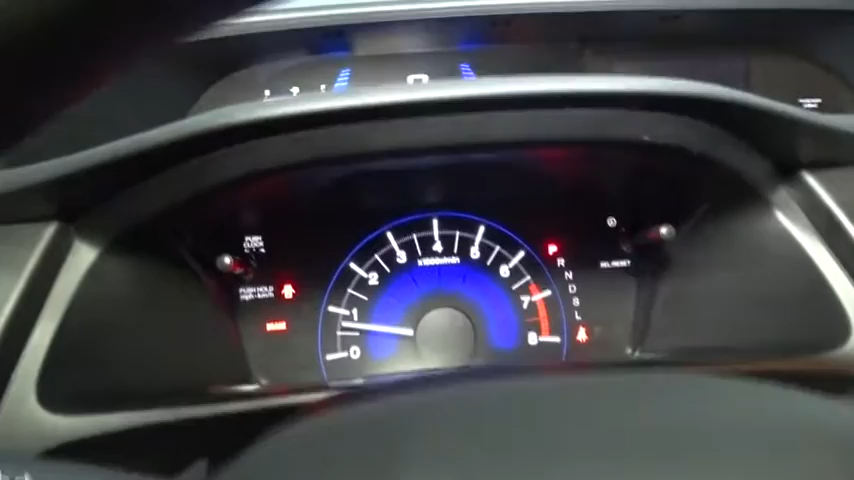 PUSH
CLOCK
PUSH HOLD
mph↔km/h
BRAKE
0
1
2
3
4
5
6
7
8
x1000r/min
P
R
N
D
S
L
SEL/RESET